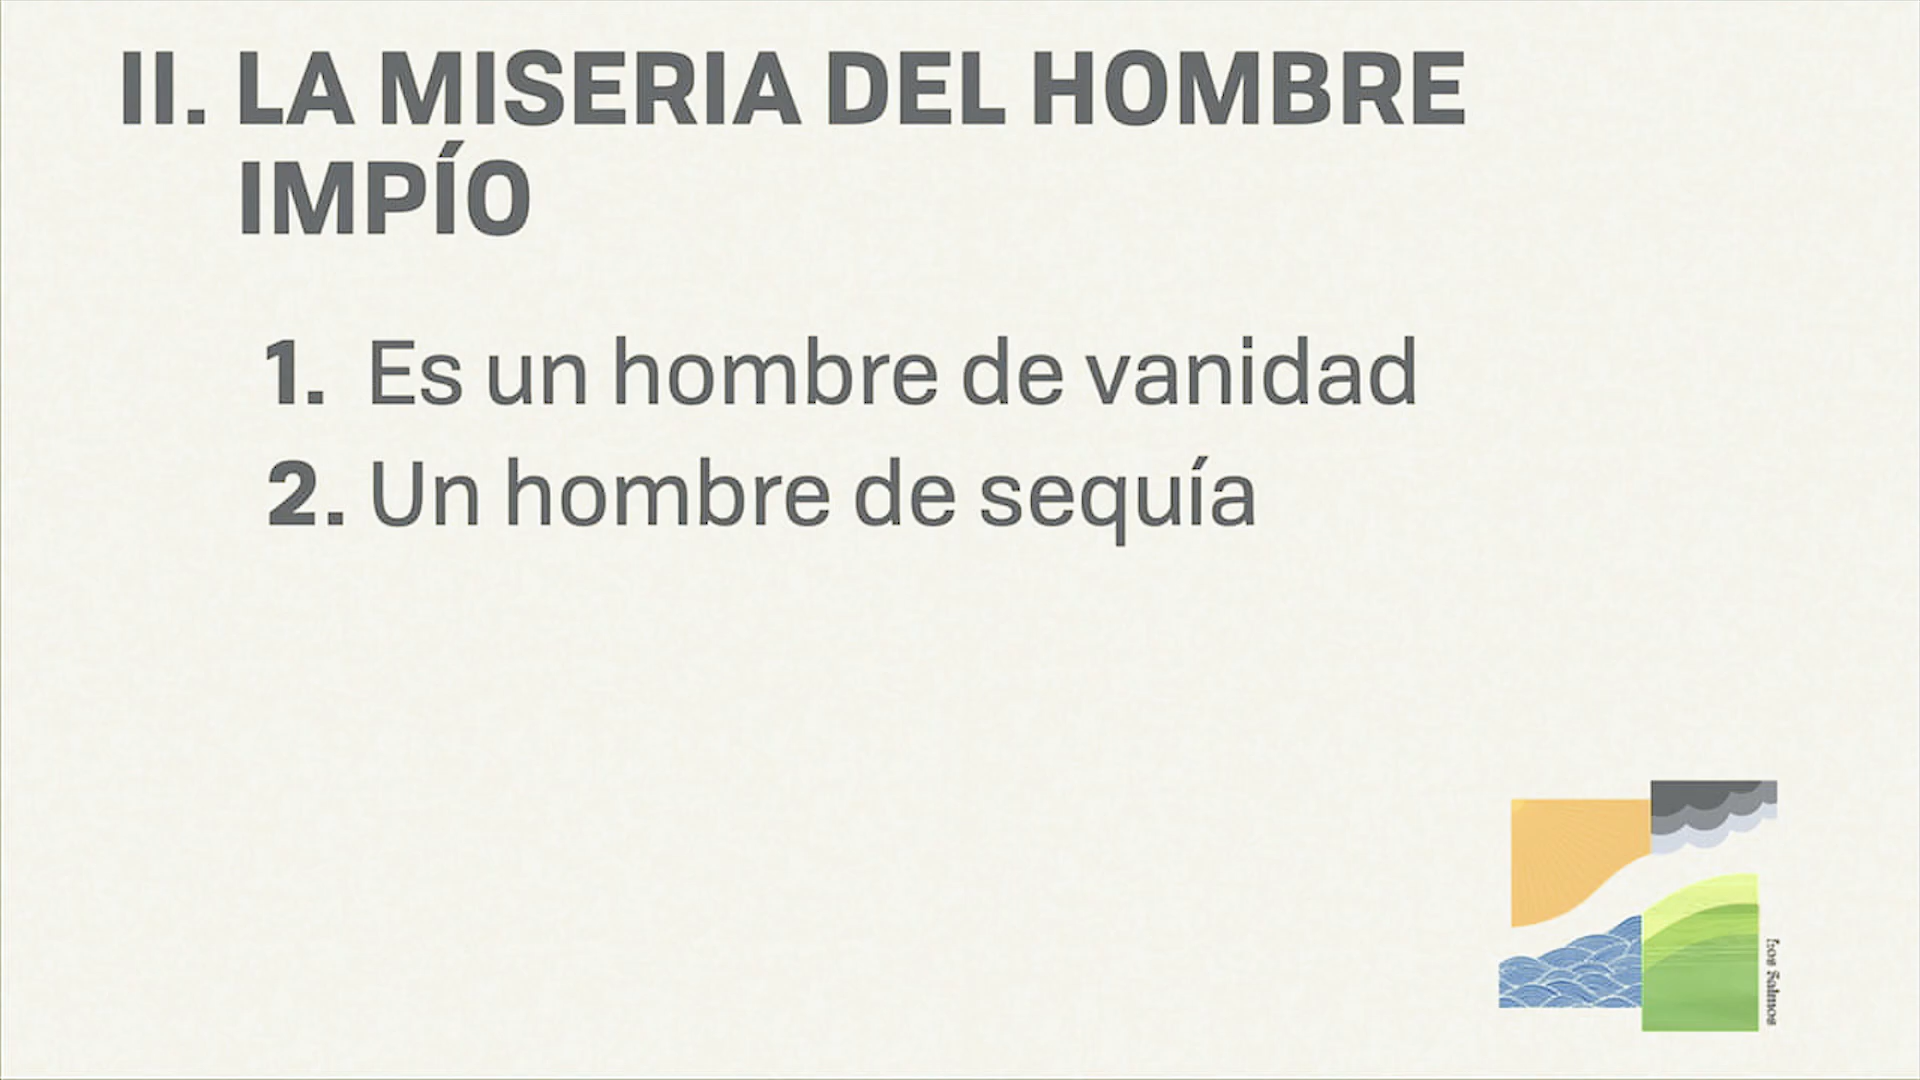 II. LA MISERIA DEL HOMBRE
IMPÍO
1. Es un hombre de vanidad
2. Un hombre de sequía
Los Salmos